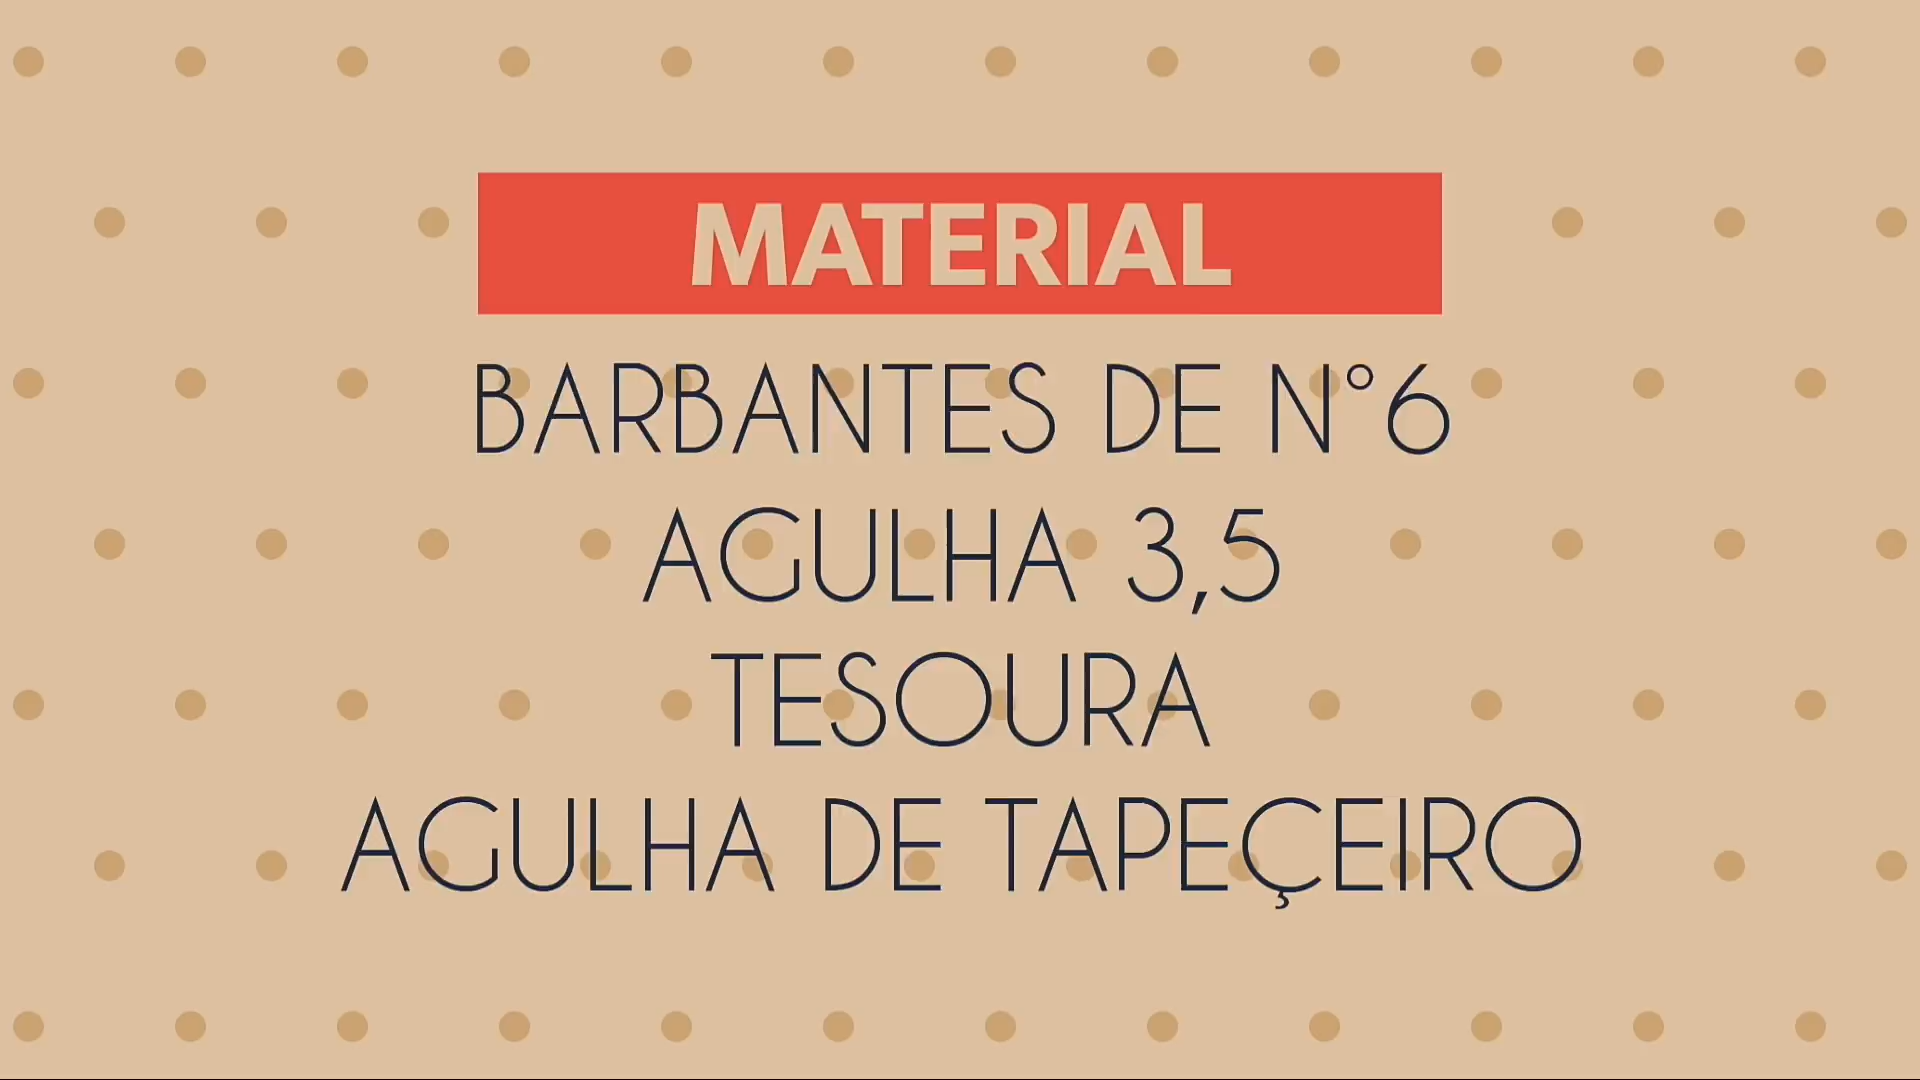 MATERIAL
BARBANTES DE N°6
AGULHA 3,5
TESOURA
AGULHA DE TAPEÇEIRO